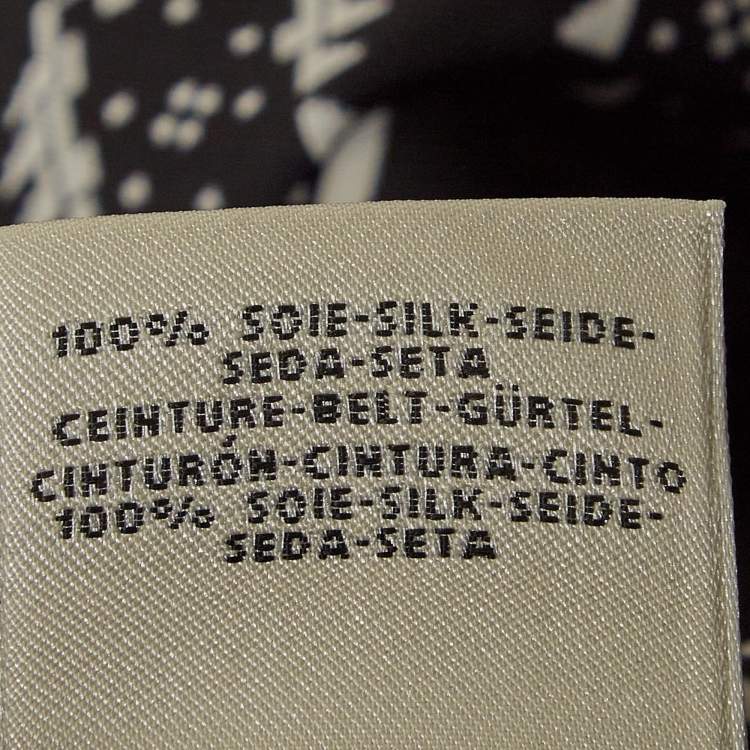 100% SOIE-SILK-SEIDE-
SEDA-SETA
CEINTURE-BELT-GÜRTEL-
CINTURÓN-CINTURA-CINTO
100% SOIE-SILK-SEIDE-
SEDA-SETA